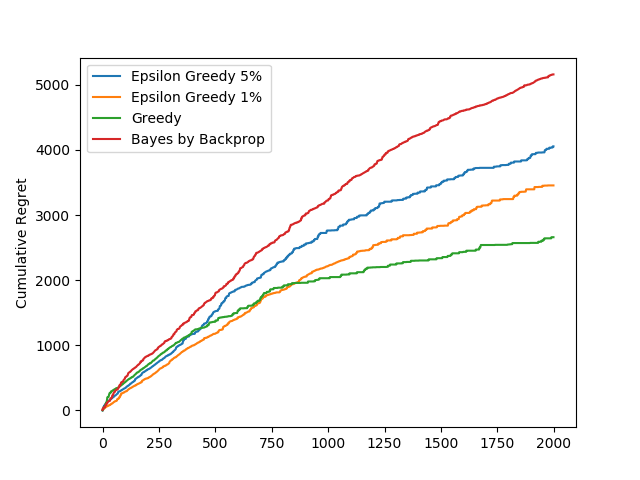 Epsilon Greedy 5%
Epsilon Greedy 1%
Greedy
Bayes by Backprop
Cumulative Regret
5000
4000
3000
2000
1000
0
0 250 500 750 1000 1250 1500 1750 2000